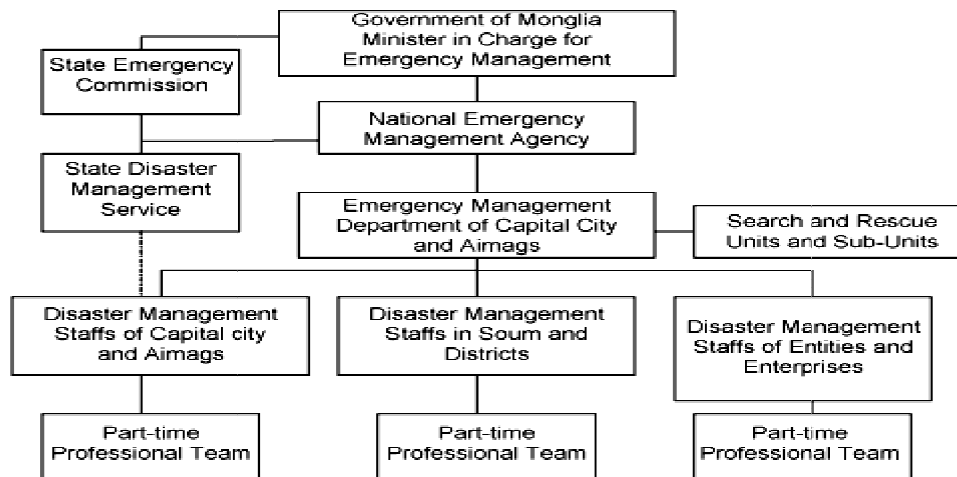 Government of Monglia
Minister in Charge for
Emergency Management
State Emergency
Commission
National Emergency
Management Agency
State Disaster
Management
Service
Emergency Management
Department of Capital City
and Aimags
Search and Rescue
Units and Sub-Units
Disaster Management
Staffs of Capital city
and Aimags
Disaster Management
Staffs in Soum and
Districts
Disaster Management
Staffs of Entities and
Enterprises
Part-time
Professional Team
Part-time
Professional Team
Part-time
Professional Team